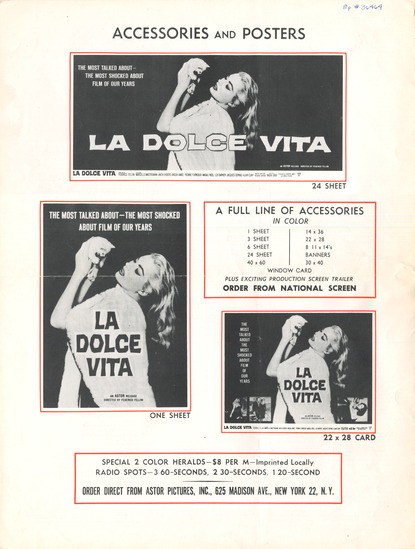 ACCESSORIES AND POSTERS
THE MOST TALKED ABOUT—
THE MOST SHOCKED ABOUT
FILM OF OUR YEARS
LA DOLCE VITA
LA DOLCE VITA
24 SHEET
THE MOST TALKED ABOUT—THE MOST SHOCKED
ABOUT FILM OF OUR YEARS
LA
DOLCE
VITA
AN ASTOR RELEASE
DIRECTED BY FEDERICO FELLINI
ONE SHEET
A FULL LINE OF ACCESSORIES
IN COLOR
1 SHEET 14 x 36
3 SHEET 22 x 28
6 SHEET 8 11 x 14's
24 SHEET BANNERS
40 x 60 30 x 40
WINDOW CARD
PLUS EXCITING PRODUCTION SCREEN TRAILER
ORDER FROM NATIONAL SCREEN
THE
MOST
TALKED
ABOUT
THE
MOST
SHOCKED
ABOUT
FILM
OF
OUR
YEARS
LA
DOLCE
VITA
LA DOLCE VITA
22 x 28 CARD
SPECIAL 2 COLOR HERALDS—$8 PER M—Imprinted Locally
RADIO SPOTS—3 60-SECONDS, 2 30-SECONDS, 1 20-SECOND
ORDER DIRECT FROM ASTOR PICTURES, INC., 625 MADISON AVE., NEW YORK 22, N. Y.